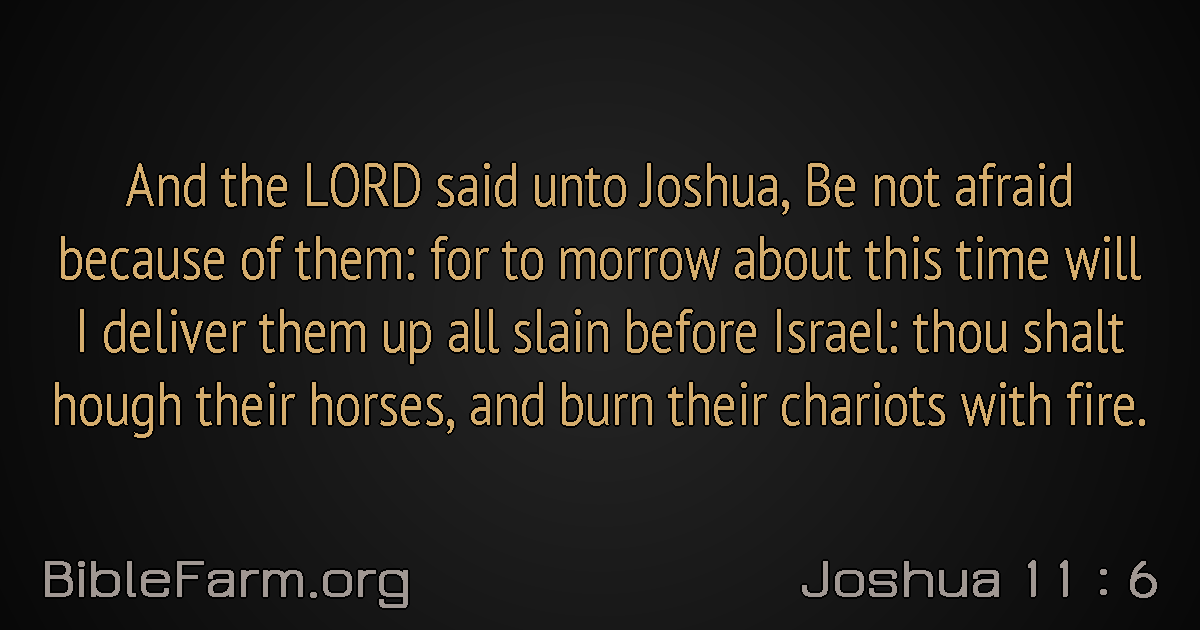 And the LORD said unto Joshua, Be not afraid
because of them: for to morrow about this time will
I deliver them up all slain before Israel: thou shalt
hough their horses, and burn their chariots with fire.
BibleFarm.org
Joshua 11 : 6